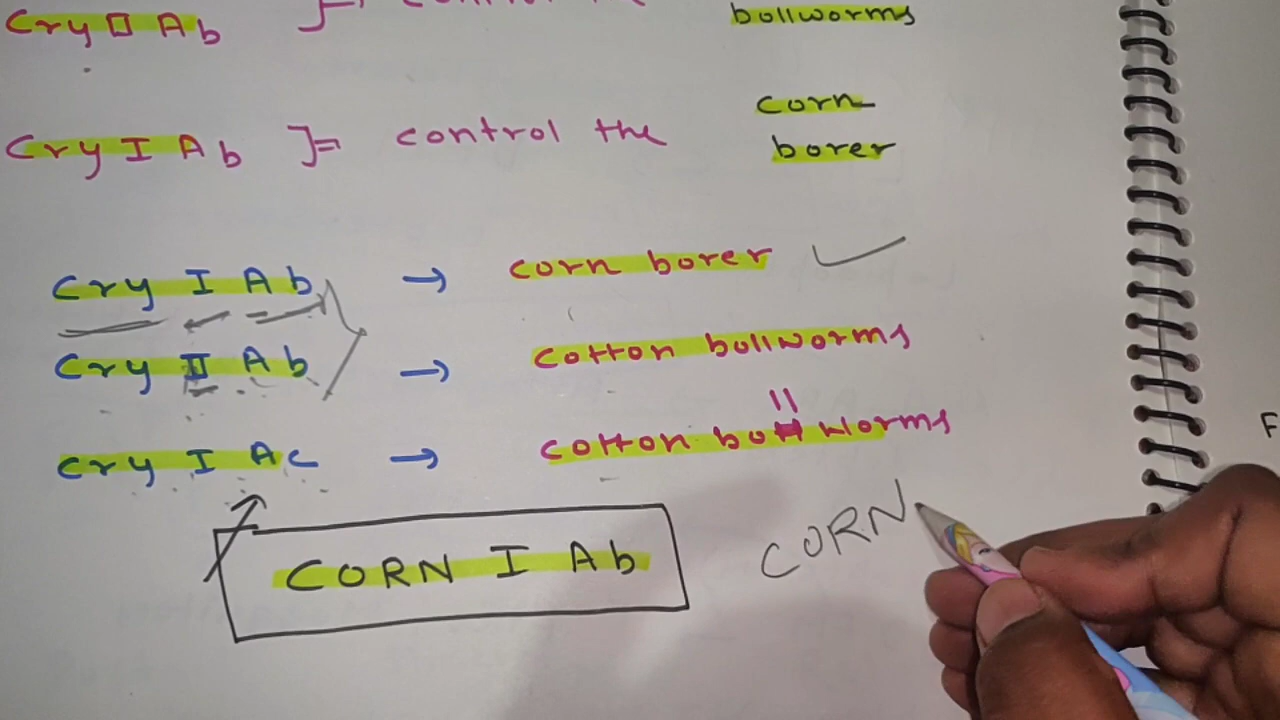 Cry II Ab
bollworms
Cry I Ab ]= control the corn
borer
Cry I Ab → corn borer
Cry II Ab → Cotton bollworms
Cry I Ac → cotton bollworms
CORN I Ab
CORN
F